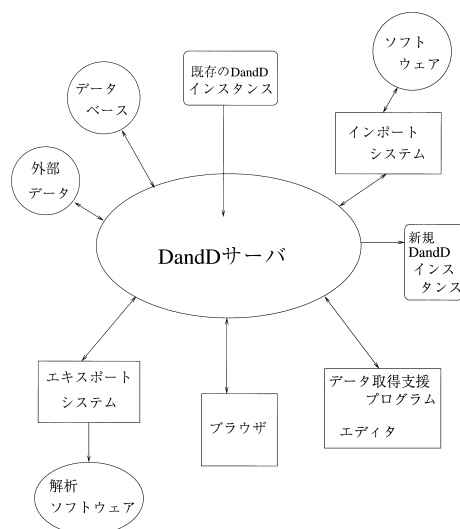 ソフト
ウェア
既存のDandD
インスタンス
データ
ベース
インポート
システム
外部
データ
新規
DandD
インス
タンス
DandDサーバ
エキスポート
システム
データ取得支援
プログラム
エディタ
ブラウザ
解析
ソフトウェア